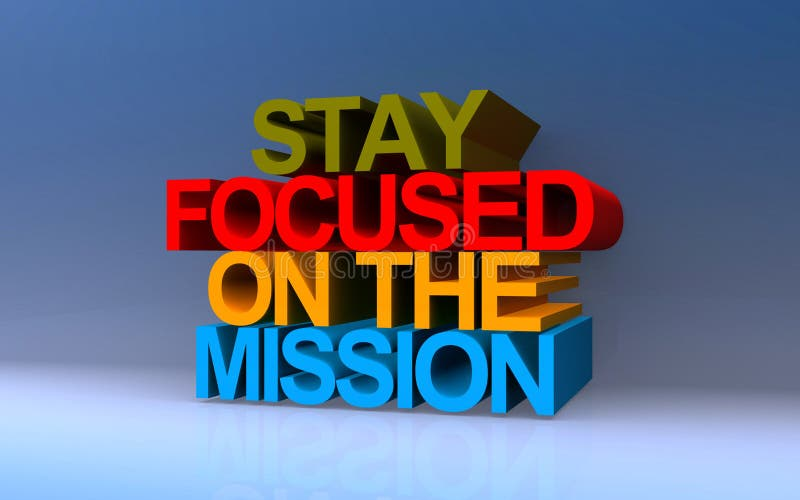 STAY
FOCUSED
ON THE
MISSION